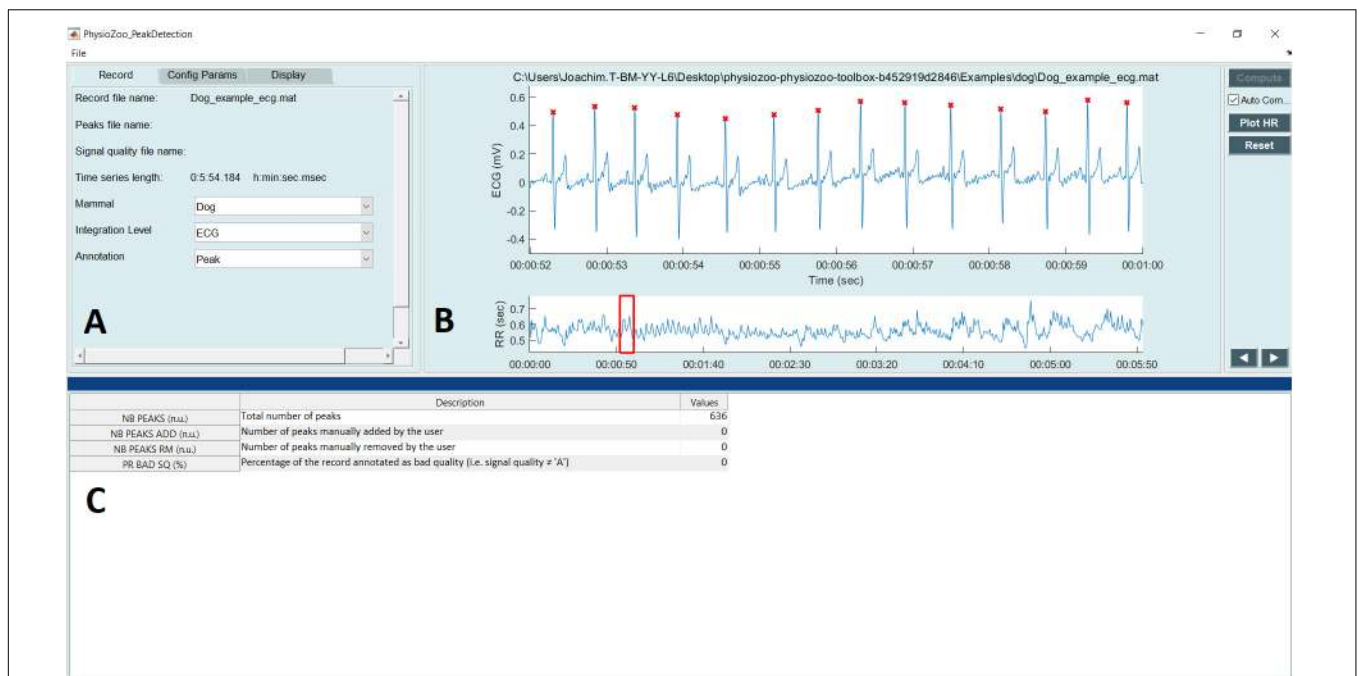 PhysioZoo_PeakDetection
File
Record Config Params Display
Record file name: Dog_example_ecg.mat
Peaks file name:
Signal quality file name:
Time series length: 0:5:54.184 h:min:sec.msec
Mammal Dog
Integration Level ECG
Annotation Peak
A
C:\Users\Joachim.T-BM-YY-L6\Desktop\physiozoo-physiozoo-toolbox-b452919d2846\Examples\dog\Dog_example_ecg.mat
ECG (mV)
0.6
0.4
0.2
0
-0.2
-0.4
00:00:52 00:00:53 00:00:54 00:00:55 00:00:56 00:00:57 00:00:58 00:00:59 00:01:00
Time (sec)
B
RR (sec)
0.7
0.6
0.5
00:00:00 00:00:50 00:01:40 00:02:30 00:03:20 00:04:10 00:05:00 00:05:50
Compute
Auto Com...
Plot HR
Reset
Description Values
NB PEAKS (n.u.) Total number of peaks 636
NB PEAKS ADD (n.u.) Number of peaks manually added by the user 0
NB PEAKS RM (n.u.) Number of peaks manually removed by the user 0
PR BAD SQ (%) Percentage of the record annotated as bad quality (i.e. signal quality ≠ 'A') 0
C